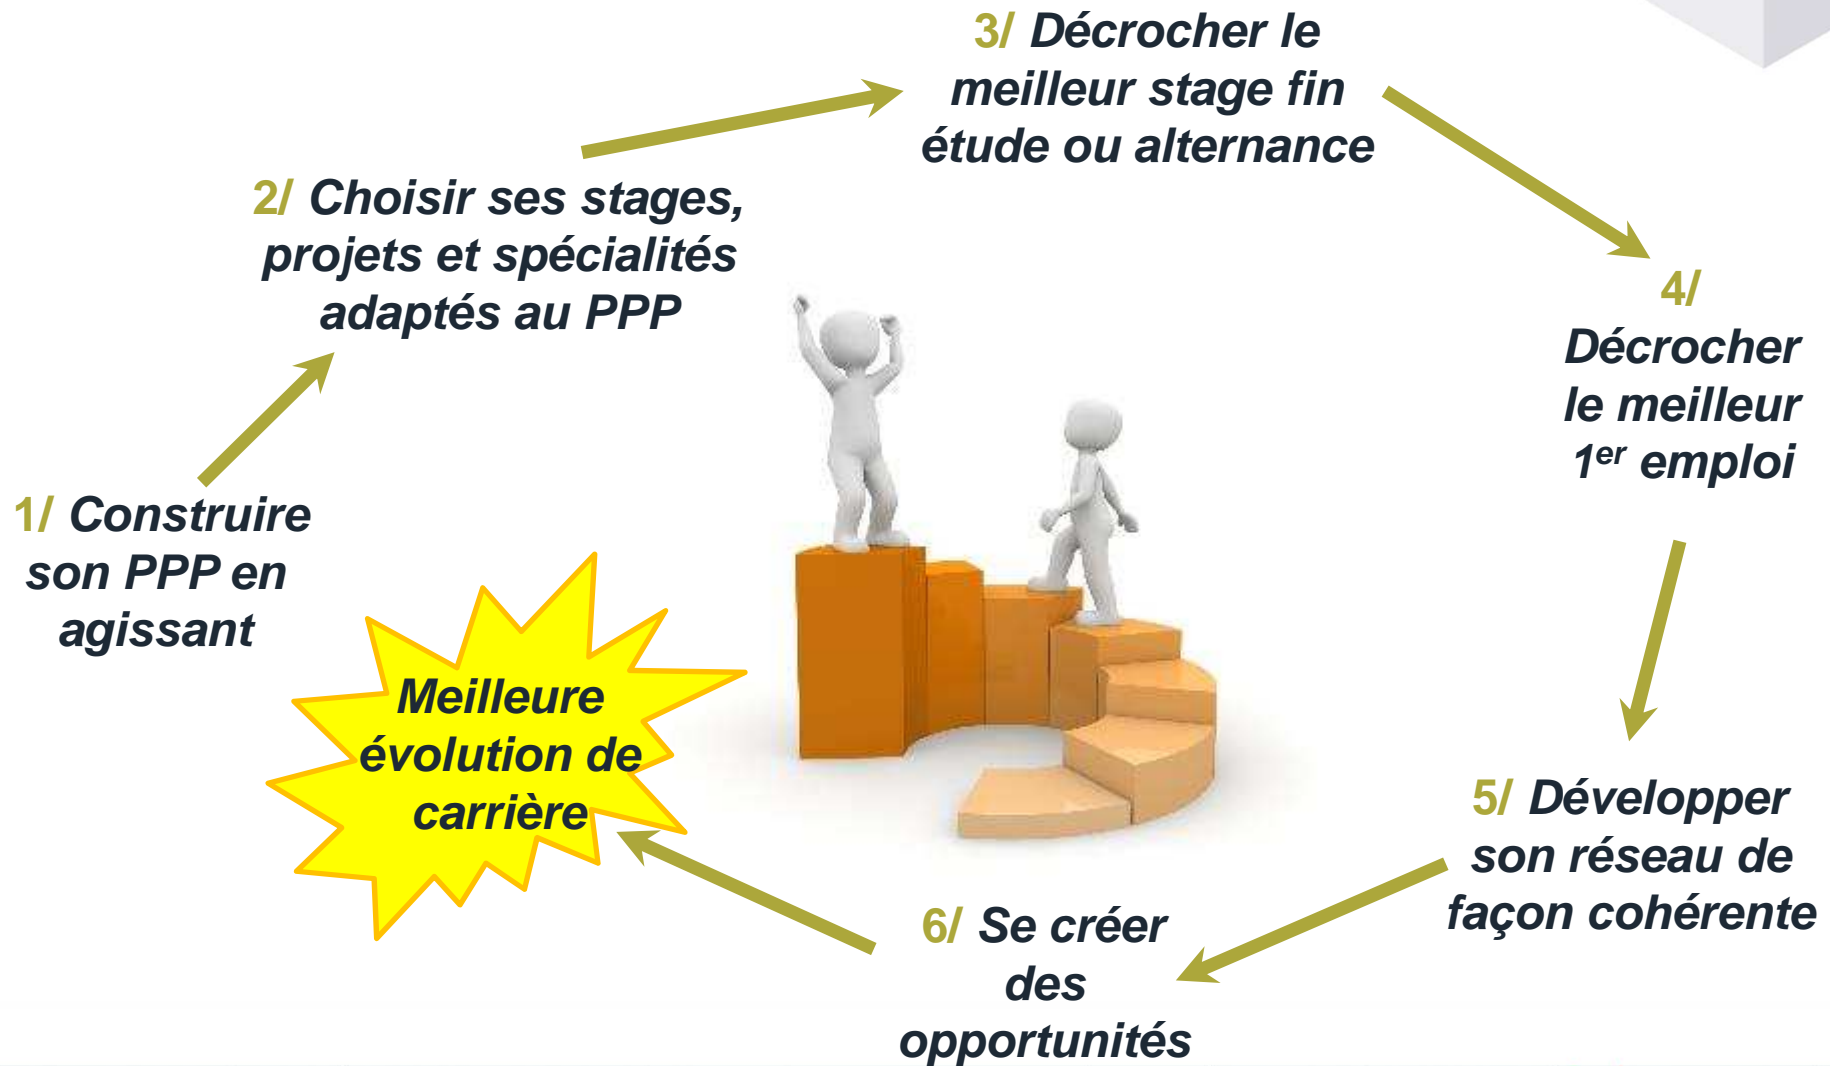 1/ Construire
son PPP en
agissant
2/ Choisir ses stages,
projets et spécialités
adaptés au PPP
3/ Décrocher le
meilleur stage fin
étude ou alternance
4/
Décrocher
le meilleur
1er emploi
5/ Développer
son réseau de
façon cohérente
6/ Se créer
des
opportunités
Meilleure
évolution de
carrière